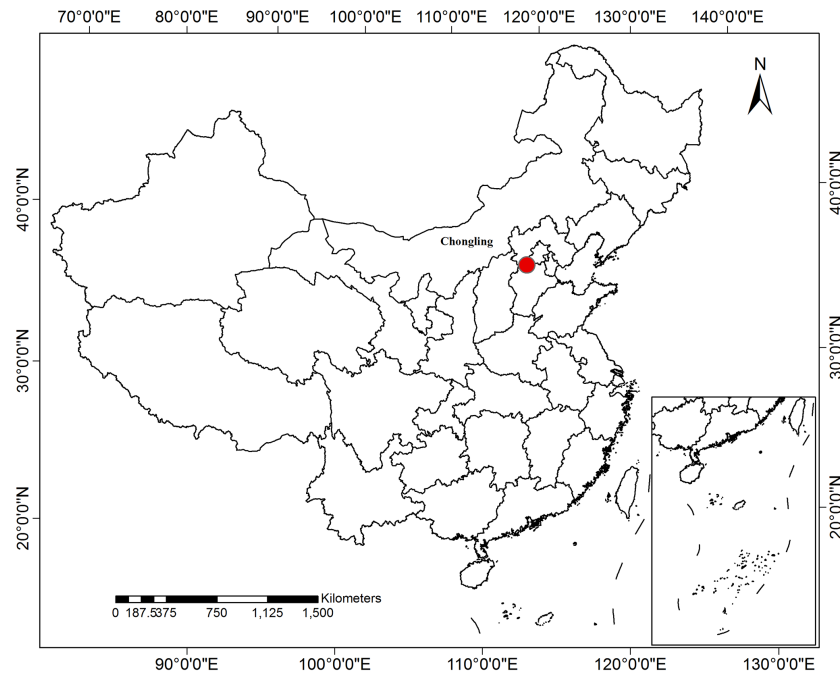 70°0'0"E 80°0'0"E 90°0'0"E 100°0'0"E 110°0'0"E 120°0'0"E 130°0'0"E 140°0'0"E
N
40°0'0"N 40°0'0"N
Chongling
30°0'0"N 30°0'0"N
20°0'0"N 20°0'0"N
Kilometers
0 187.5375 750 1,125 1,500
90°0'0"E 100°0'0"E 110°0'0"E 120°0'0"E 130°0'0"E